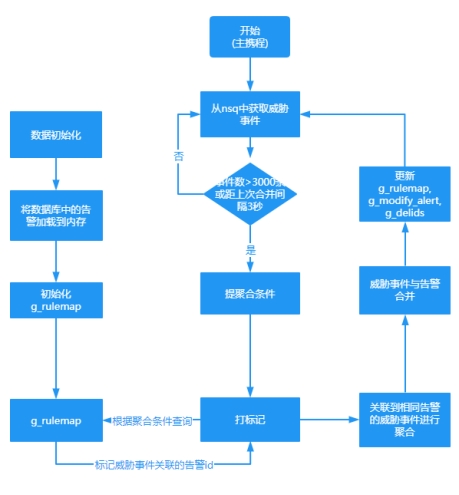 开始
(主携程)
从nsq中获取威胁
事件
否
事件数>3000条
或距上次合并间
隔3秒
是
提聚合条件
打标记
数据初始化
将数据库中的告
警加载到内存
初始化
g_rulemap
g_rulemap
根据聚合条件查询
标记威胁事件关联的告警id
更新
g_rulemap,
g_modify_alert,
g_delids
威胁事件与告警
合并
关联到相同告警
的威胁事件进行
聚合